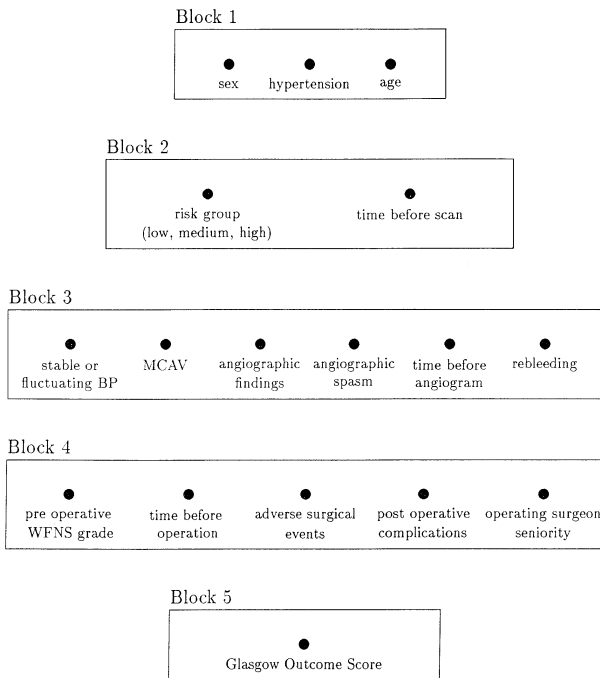 Block 1
sex hypertension age
Block 2
risk group
(low, medium, high)
time before scan
Block 3
stable or
fluctuating BP
MCAV
angiographic
findings
angiographic
spasm
time before
angiogram
rebleeding
Block 4
pre operative
WFNS grade
time before
operation
adverse surgical
events
post operative
complications
operating surgeon
seniority
Block 5
Glasgow Outcome Score